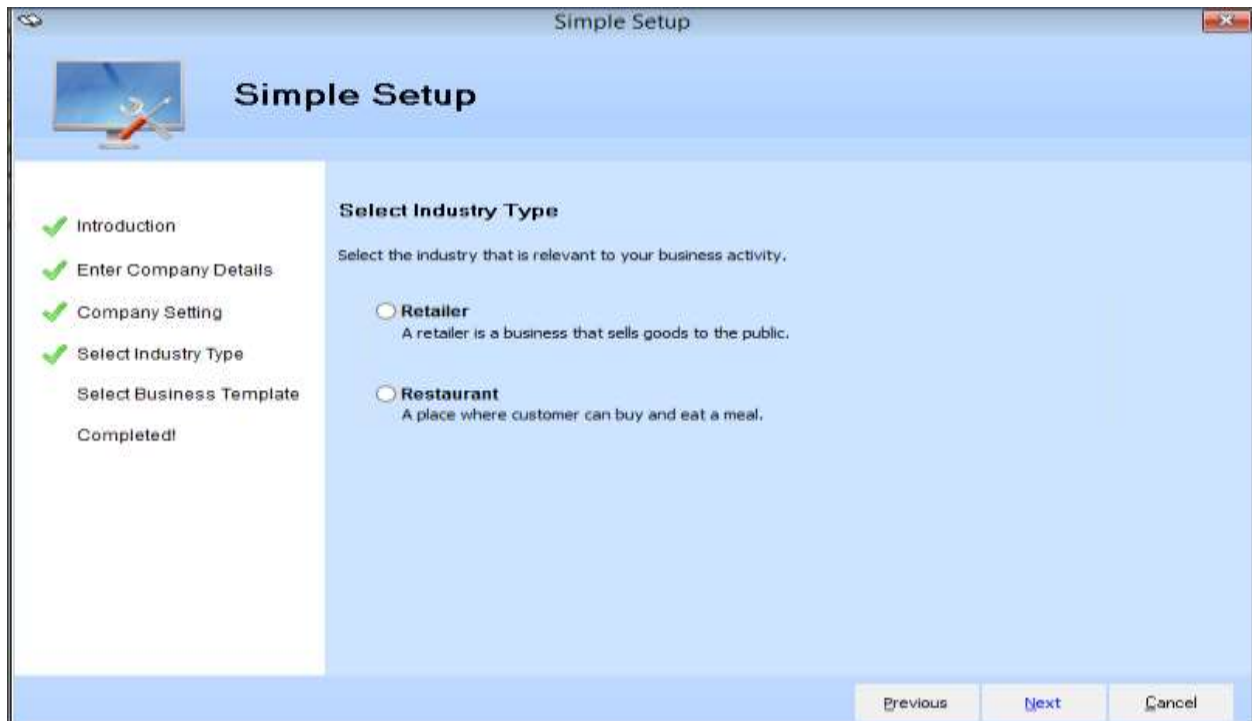 Simple Setup
Simple Setup
Introduction
Enter Company Details
Company Setting
Select Industry Type
Select Business Template
Completed!
Select Industry Type
Select the industry that is relevant to your business activity.
Retailer
A retailer is a business that sells goods to the public.
Restaurant
A place where customer can buy and eat a meal.
Previous
Next
Cancel